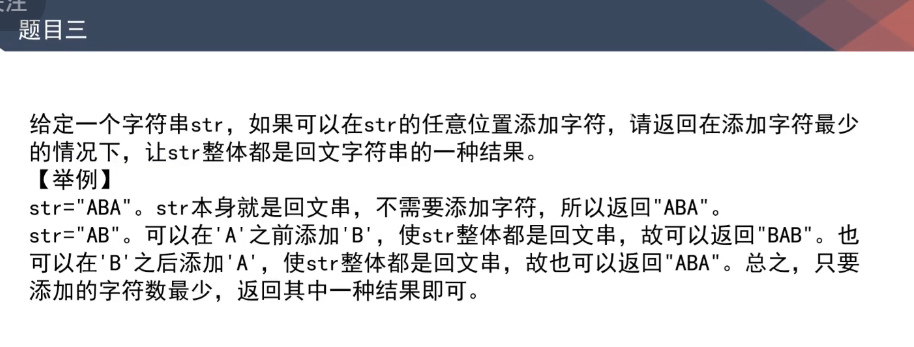 关注
题目三
给定一个字符串str，如果可以在str的任意位置添加字符，请返回在添加字符最少
的情况下，让str整体都是回文字符串的一种结果。
【举例】
str="ABA"。str本身就是回文串，不需要添加字符，所以返回"ABA"。
str="AB"。可以在'A'之前添加'B'，使str整体都是回文串，故可以返回"BAB"。也
可以在'B'之后添加'A'，使str整体都是回文串，故也可以返回"ABA"。总之，只要
添加的字符数最少，返回其中一种结果即可。